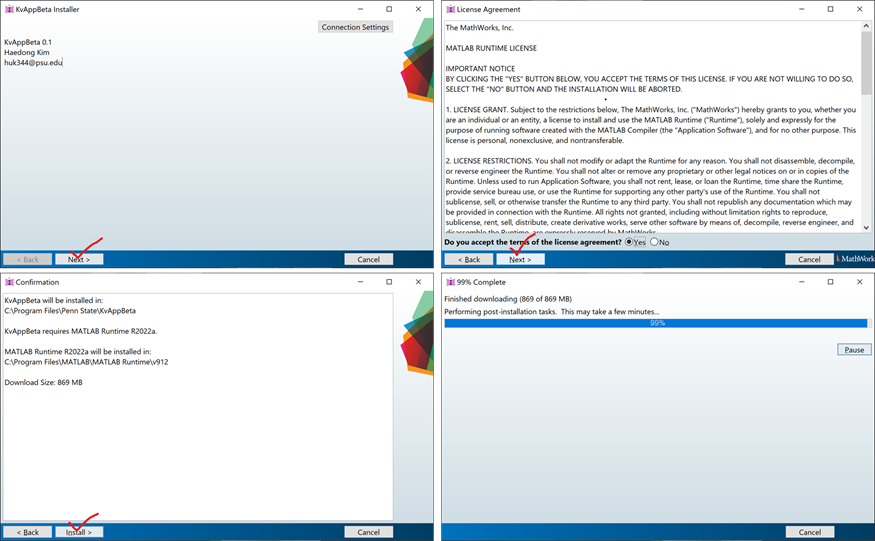 KvAppBeta Installer
Connection Settings
KvAppBeta 0.1
Haedong Kim
huk344@psu.edu
< Back
Next >
Cancel
License Agreement
The MathWorks, Inc.
MATLAB RUNTIME LICENSE
IMPORTANT NOTICE
BY CLICKING THE "YES" BUTTON BELOW, YOU ACCEPT THE TERMS OF THIS LICENSE. IF YOU ARE NOT WILLING TO DO SO,
SELECT THE "NO" BUTTON AND THE INSTALLATION WILL BE ABORTED.
1. LICENSE GRANT. Subject to the restrictions below, The MathWorks, Inc. ("MathWorks") hereby grants to you, whether you
are an individual or an entity, a license to install and use the MATLAB Runtime ("Runtime"), solely and expressly for the
purpose of running software created with the MATLAB Compiler (the "Application Software"), and for no other purpose. This
license is personal, nonexclusive, and nontransferable.
2. LICENSE RESTRICTIONS. You shall not modify or adapt the Runtime for any reason. You shall not disassemble, decompile,
or reverse engineer the Runtime. You shall not alter or remove any proprietary or other legal notices on or in copies of the
Runtime. Unless used to run Application Software, you shall not rent, lease, or loan the Runtime, time share the Runtime,
provide service bureau use, or use the Runtime for supporting any other party's use of the Runtime. You shall not
sublicense, sell, or otherwise transfer the Runtime to any third party. You shall not republish any documentation which may
be provided in connection with the Runtime. All rights not granted, including without limitation rights to reproduce,
sublicense, rent, sell, distribute, create derivative works, serve other software by means of, decompile, reverse engineer, and
disassemble the Runtime, are expressly reserved by MathWorks.
Do you accept the terms of the license agreement? Yes No
< Back
Next >
Cancel
MathWork
Confirmation
KvAppBeta will be installed in:
C:\Program Files\Penn State\KvAppBeta
KvAppBeta requires MATLAB Runtime R2022a.
MATLAB Runtime R2022a will be installed in:
C:\Program Files\MATLAB\MATLAB Runtime\v912
Download Size: 869 MB
< Back
Install >
Cancel
99% Complete
Finished downloading (869 of 869 MB)
Performing post-installation tasks. This may take a few minutes...
99%
Pause
Cancel